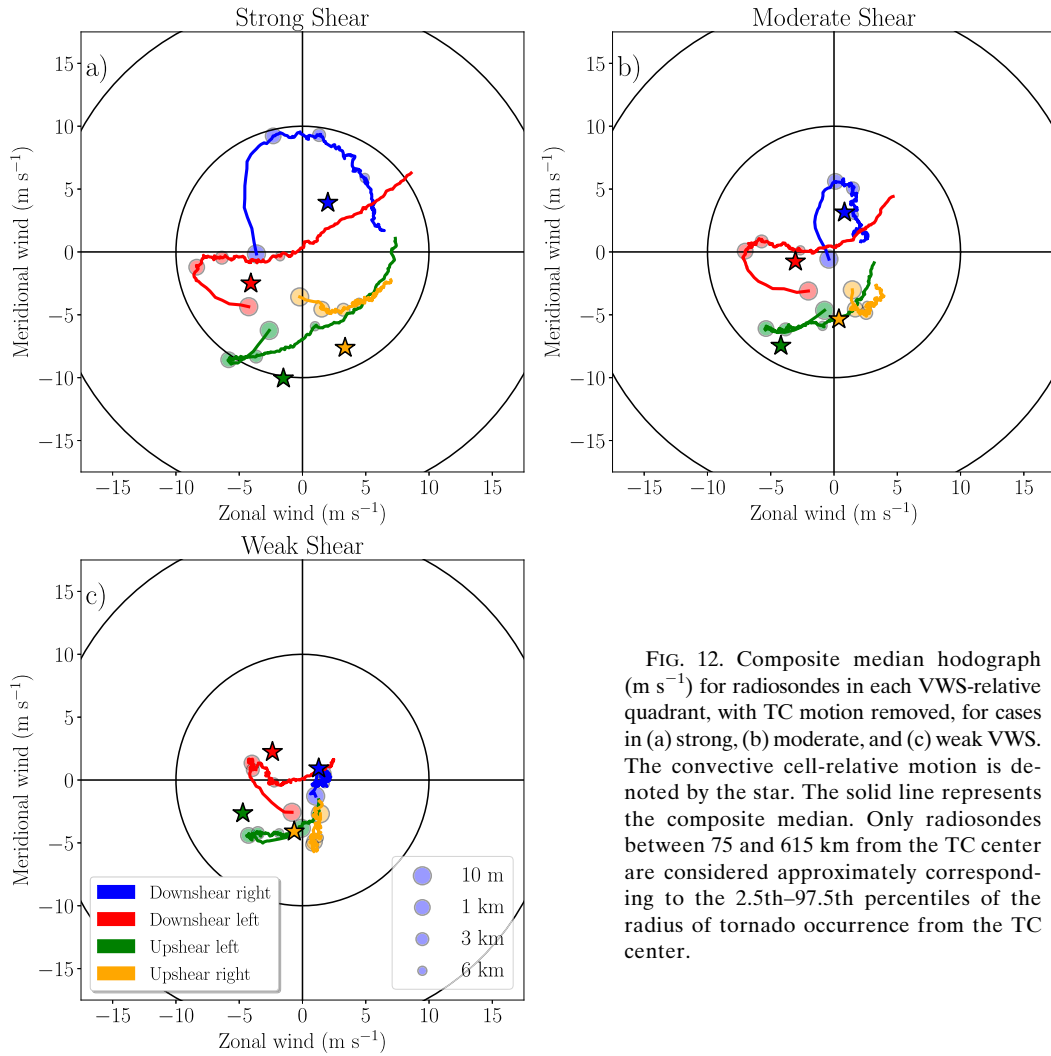 Strong Shear
a)
15
10
5
0
−5
−10
−15
Meridional wind (m s−1)
−15 −10 −5 0 5 10 15
Zonal wind (m s−1)
Moderate Shear
b)
15
10
5
0
−5
−10
−15
Meridional wind (m s−1)
−15 −10 −5 0 5 10 15
Zonal wind (m s−1)
Weak Shear
c)
15
10
5
0
−5
−10
−15
Meridional wind (m s−1)
Downshear right
Downshear left
Upshear left
Upshear right
10 m
1 km
3 km
6 km
−15 −10 −5 0 5 10 15
Zonal wind (m s−1)
FIG. 12. Composite median hodograph
(m s−1) for radiosondes in each VWS-relative
quadrant, with TC motion removed, for cases
in (a) strong, (b) moderate, and (c) weak VWS.
The convective cell-relative motion is de-
noted by the star. The solid line represents
the composite median. Only radiosondes
between 75 and 615 km from the TC center
are considered approximately correspond-
ing to the 2.5th–97.5th percentiles of the
radius of tornado occurrence from the TC
center.